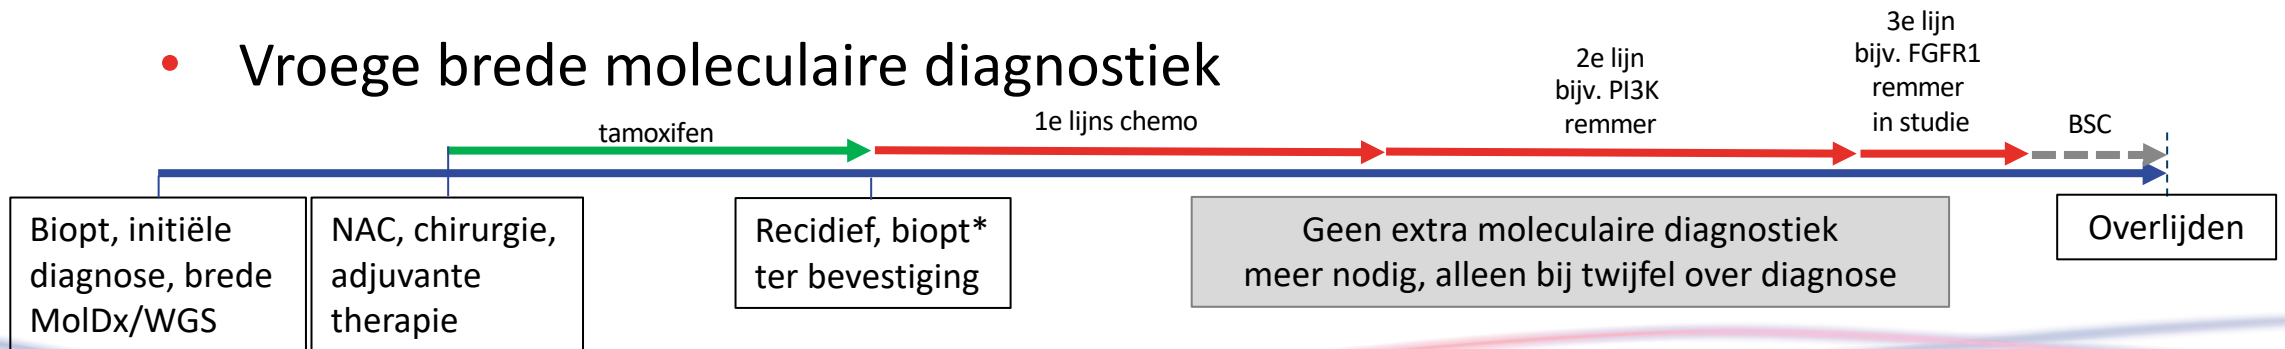 • Vroege brede moleculaire diagnostiek
tamoxifen
1e lijns chemo
2e lijn
bijv. PI3K
remmer
3e lijn
bijv. FGFR1
remmer
in studie
BSC
Biopt, initiële
diagnose, brede
MolDx/WGS
NAC, chirurgie,
adjuvante
therapie
Recidief, biopt*
ter bevestiging
Geen extra moleculaire diagnostiek
meer nodig, alleen bij twijfel over diagnose
Overlijden